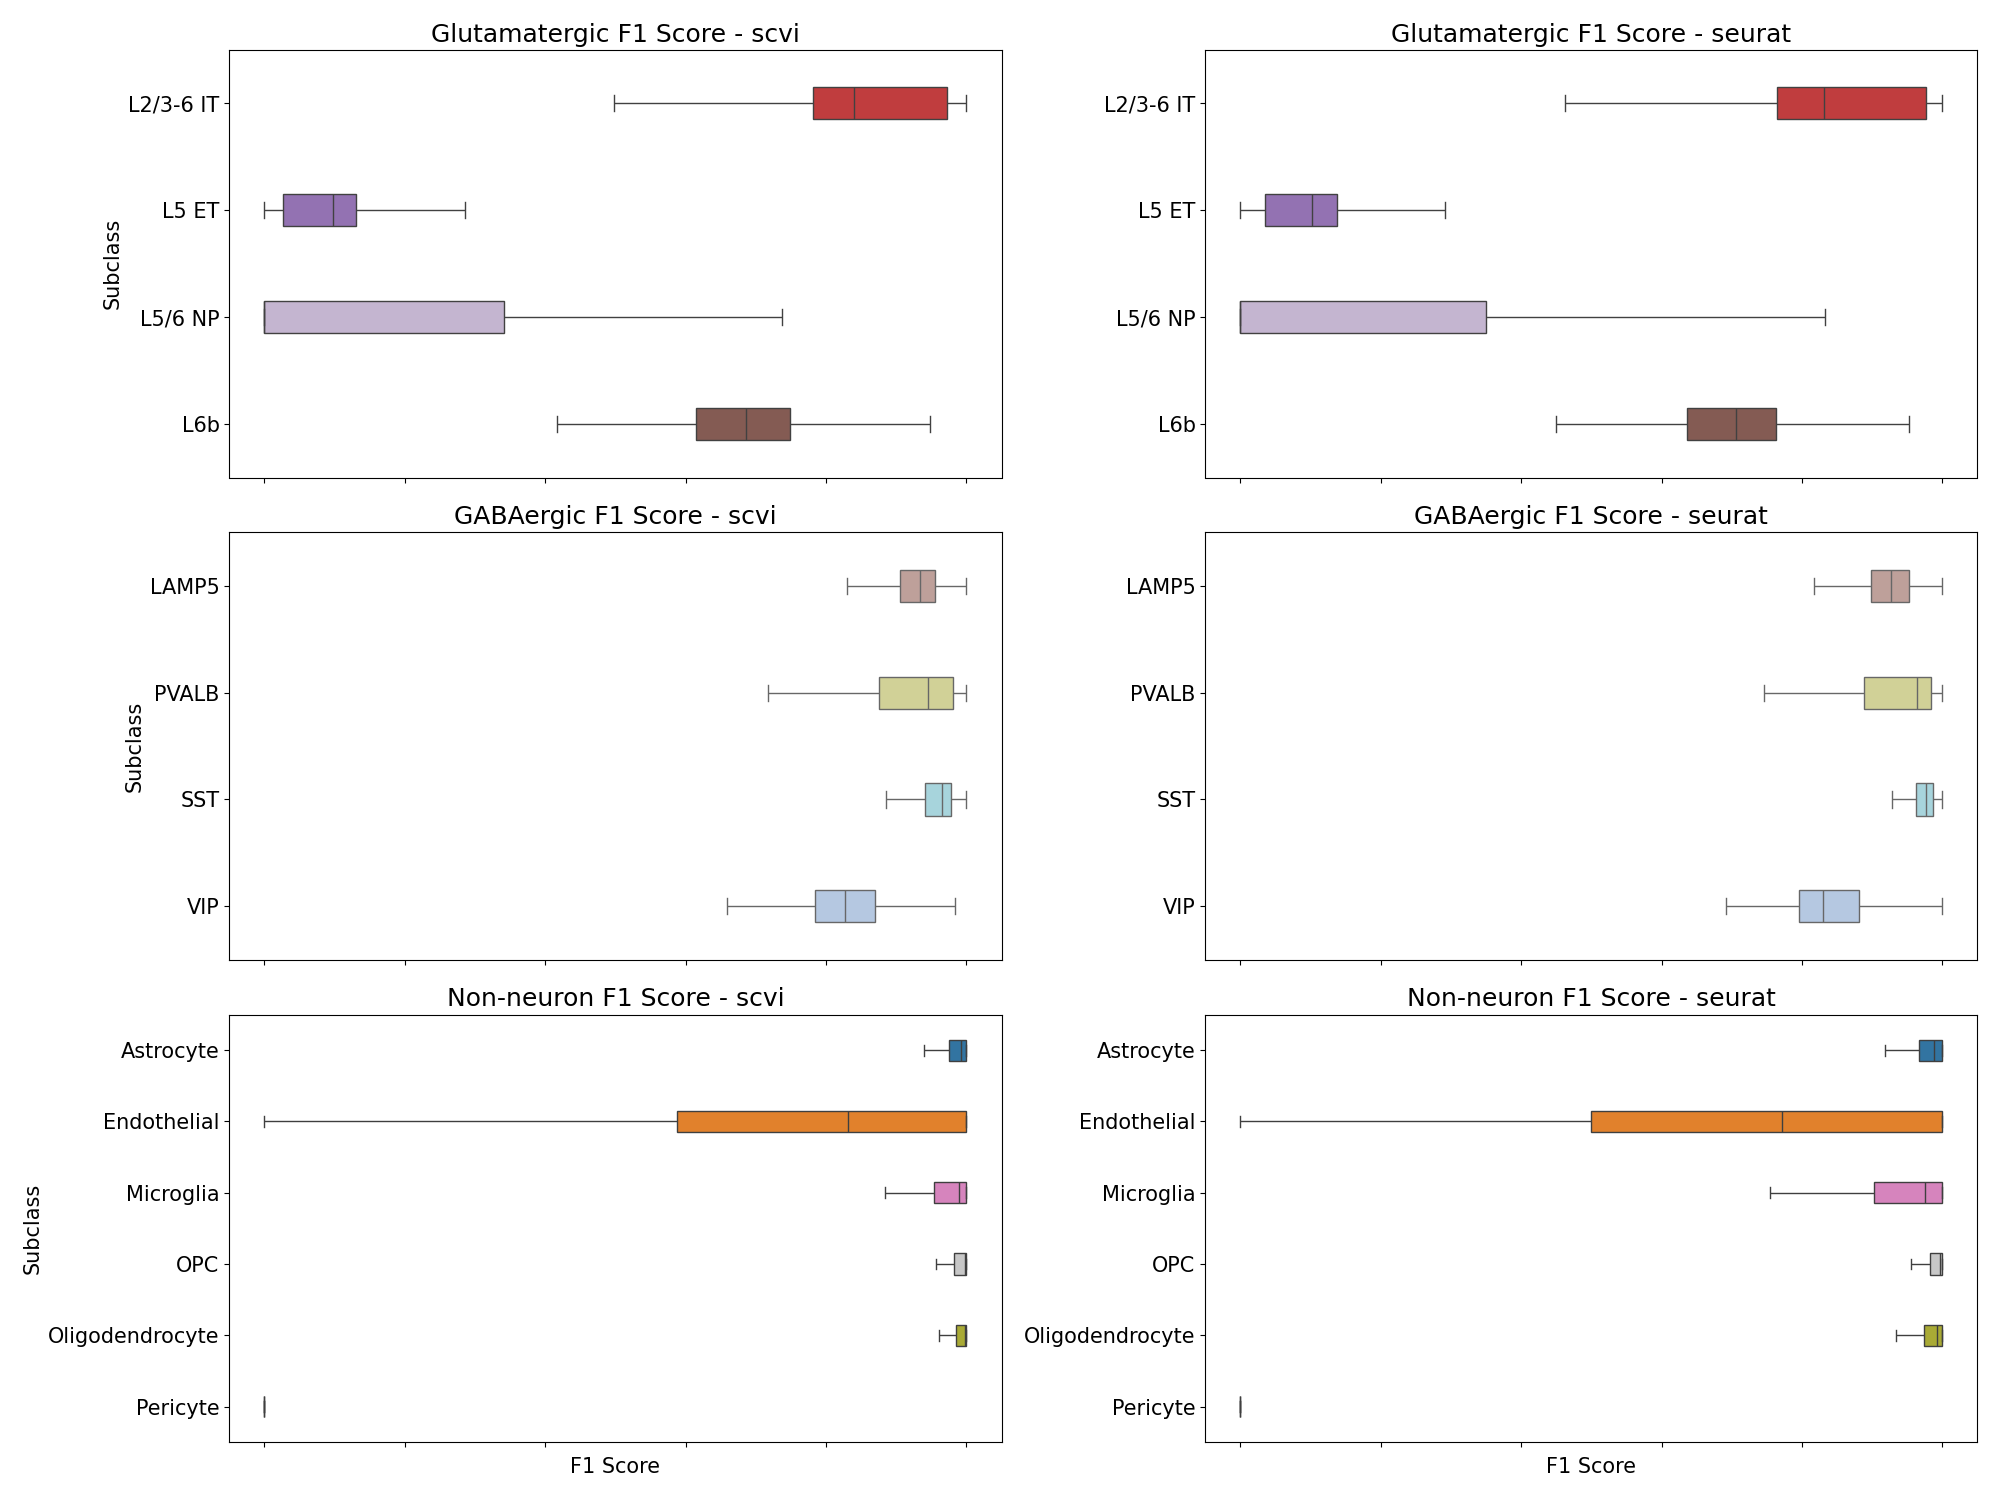 Glutamatergic F1 Score - scvi
Subclass
L2/3-6 IT
L5 ET
L5/6 NP
L6b
Glutamatergic F1 Score - seurat
L2/3-6 IT
L5 ET
L5/6 NP
L6b
GABAergic F1 Score - scvi
Subclass
LAMP5
PVALB
SST
VIP
GABAergic F1 Score - seurat
LAMP5
PVALB
SST
VIP
Non-neuron F1 Score - scvi
Subclass
Astrocyte
Endothelial
Microglia
OPC
Oligodendrocyte
Pericyte
F1 Score
Non-neuron F1 Score - seurat
Astrocyte
Endothelial
Microglia
OPC
Oligodendrocyte
Pericyte
F1 Score